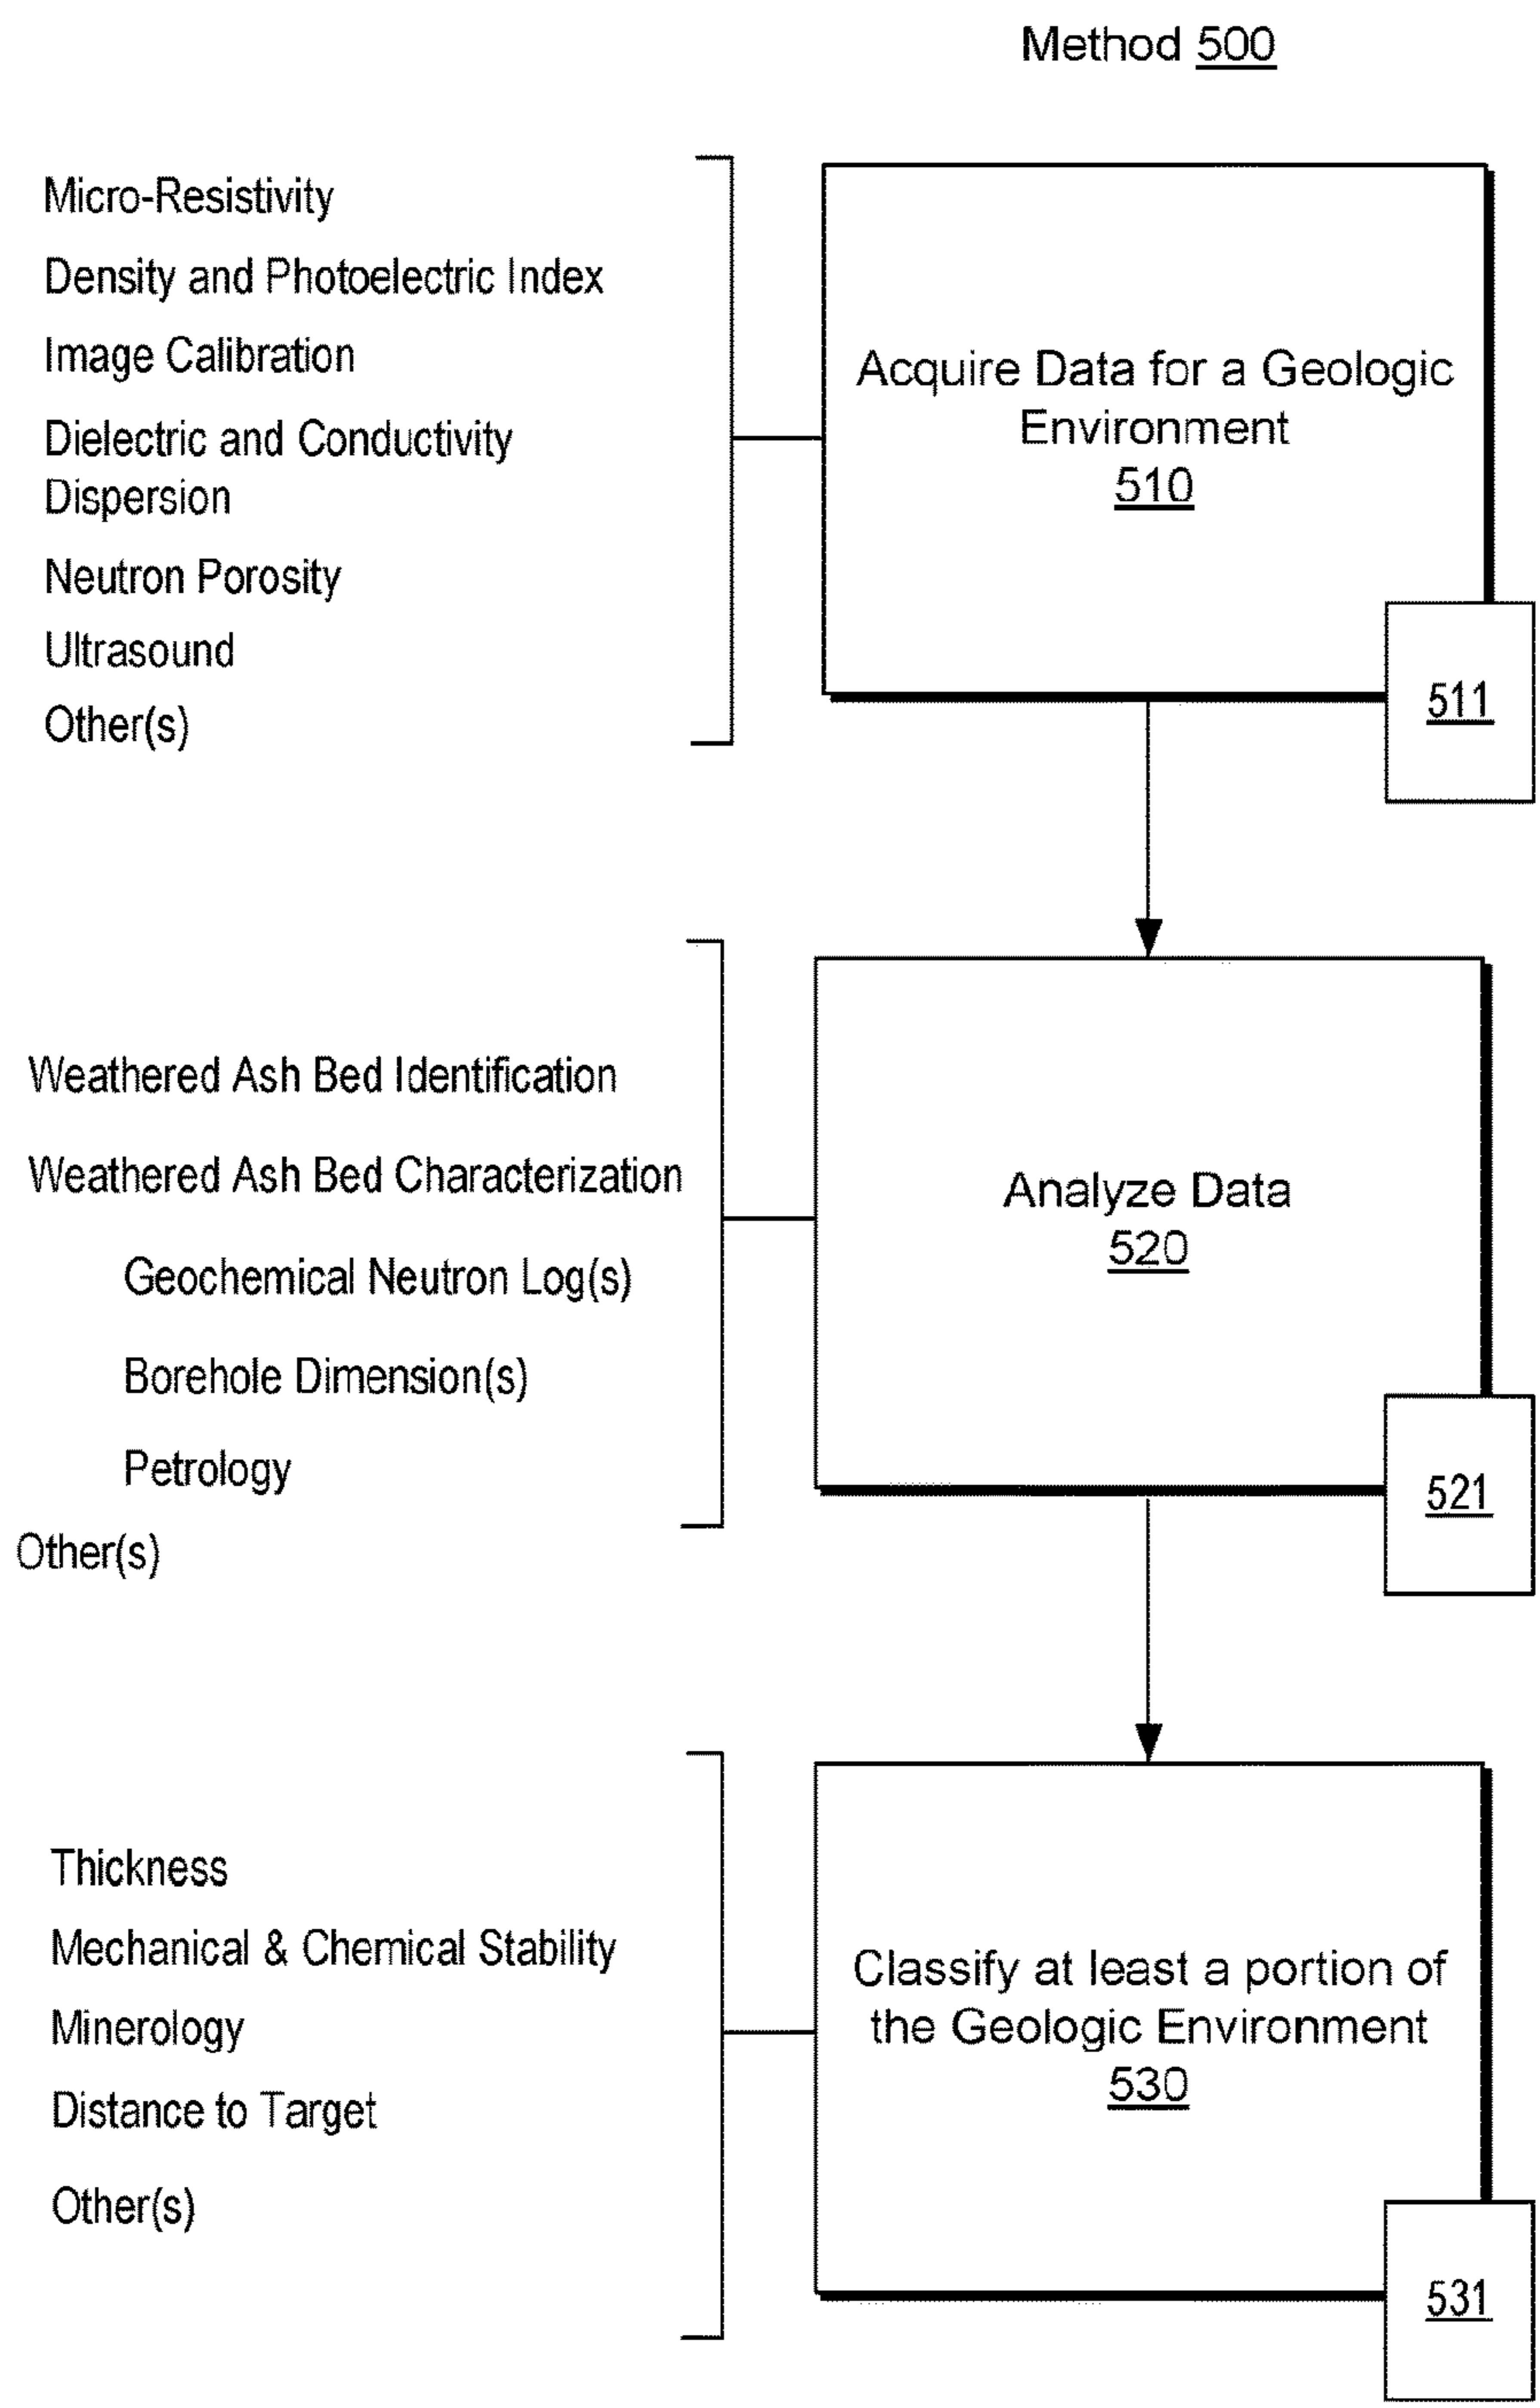 Method 500
Micro-Resistivity
Density and Photoelectric Index
Image Calibration
Dielectric and Conductivity
Dispersion
Neutron Porosity
Ultrasound
Other(s)
Acquire Data for a Geologic
Environment
510
511
Weathered Ash Bed Identification
Weathered Ash Bed Characterization
Geochemical Neutron Log(s)
Borehole Dimension(s)
Petrology
Other(s)
Analyze Data
520
521
Thickness
Mechanical & Chemical Stability
Minerology
Distance to Target
Other(s)
Classify at least a portion of
the Geologic Environment
530
531